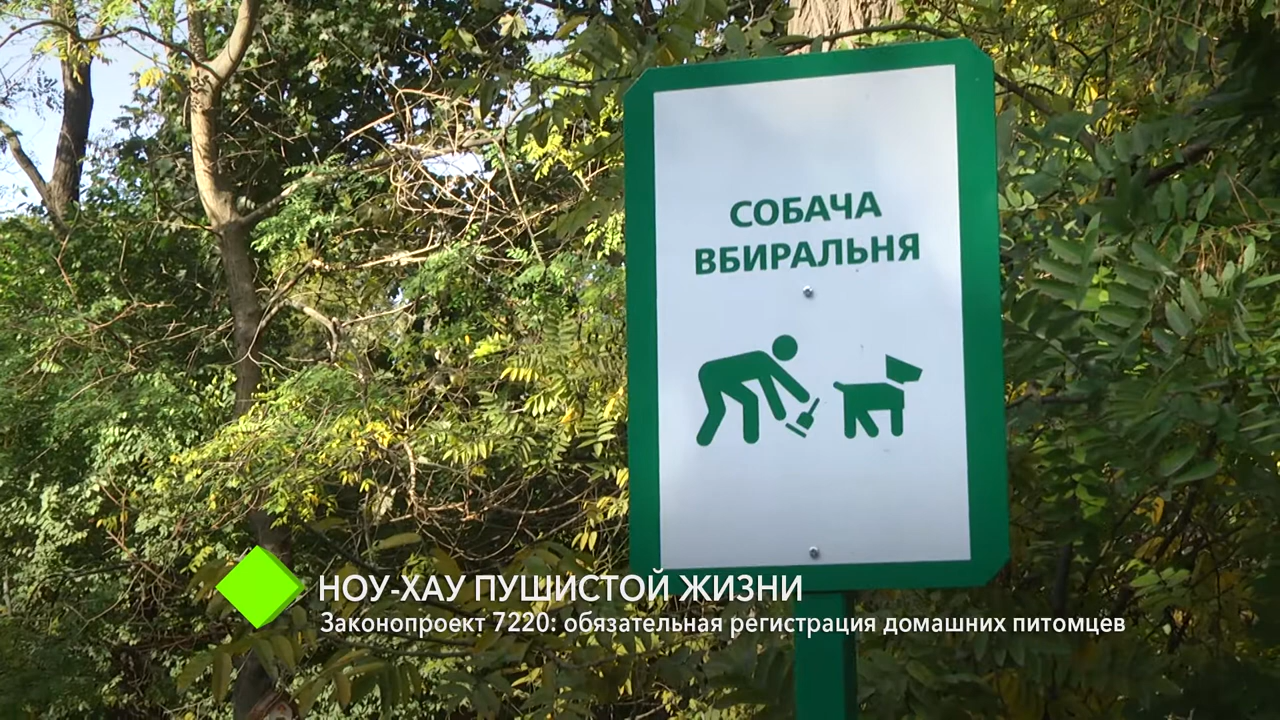 СОБАЧА
ВБИРАЛЬНЯ
НОУ-ХАУ ПУШИСТОЙ ЖИЗНИ
Законопроект 7220: обязательная регистрация домашних питомцев